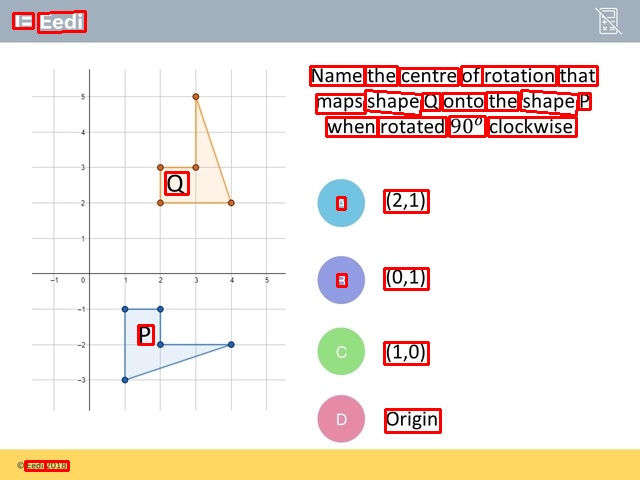 Eedi
Name the centre of rotation that
maps shape Q onto the shape P
when rotated 90° clockwise.
5
4
3
2
1
-1
0
1
2
3
4
5
-1
-2
-3
Q
P
A (2,1)
B (0,1)
C (1,0)
D Origin
© Eedi 2018